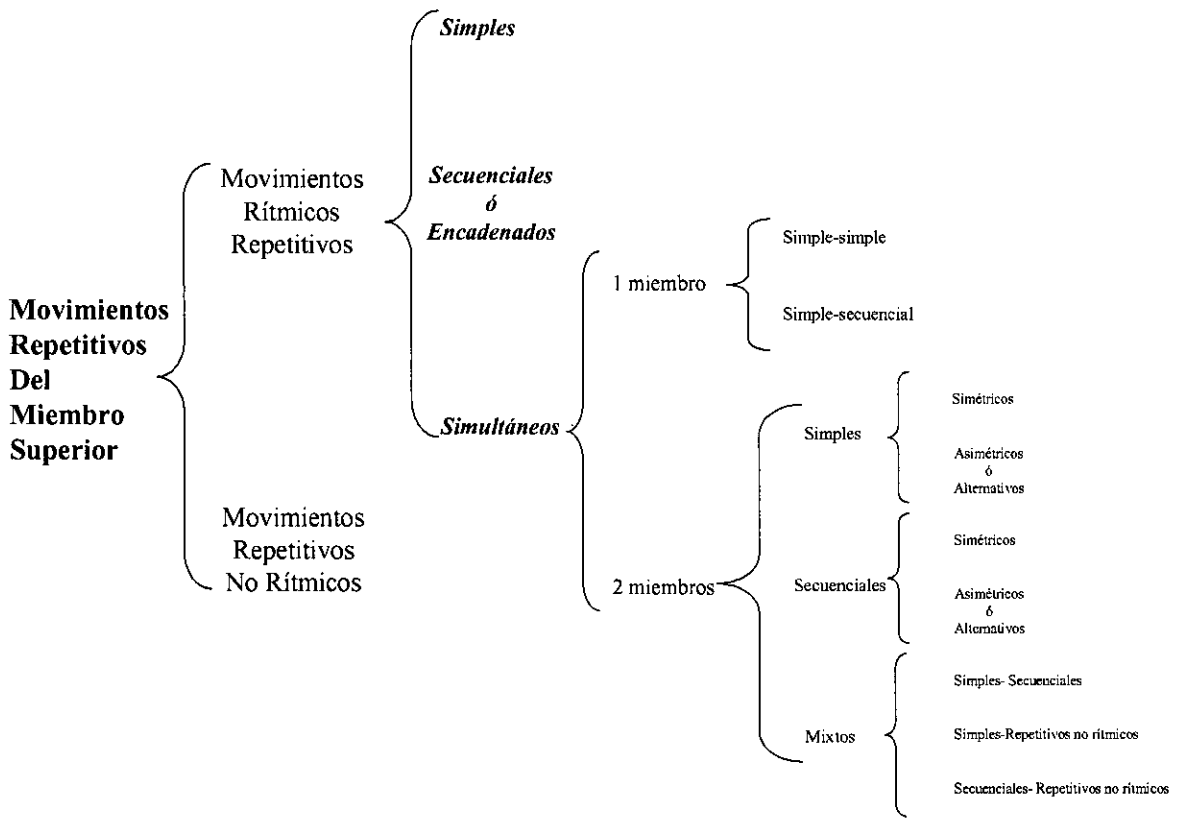 Movimientos
Repetitivos
Del
Miembro
Superior
Movimientos
Rítmicos
Repetitivos
Simples
Secuenciales
ó
Encadenados
Simultáneos
1 miembro
Simple-simple
Simple-secuencial
2 miembros
Simples
Simétricos
Asimétricos
ó
Alternativos
Secuenciales
Simétricos
Asimétricos
ó
Alternativos
Mixtos
Simples- Secuenciales
Simples-Repetitivos no rítmicos
Secuenciales- Repetitivos no rítmicos
Movimientos
Repetitivos
No Rítmicos